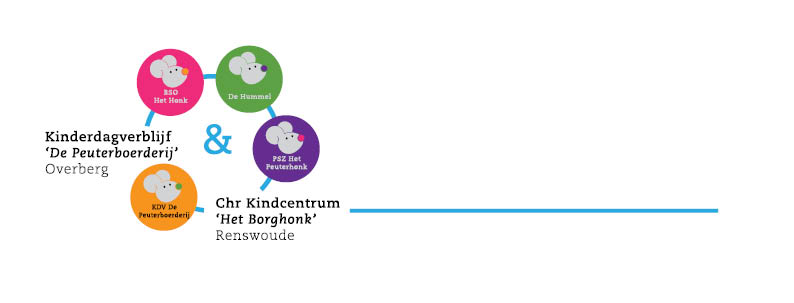 BSO
Het Honk
De Hummel
Kinderdagverblijf
'De Peuterboerderij'
Overberg
&
PSZ Het
Peuterhonk
KDV De
Peuterboerderij
Chr Kindcentrum
'Het Borghonk'
Renswoude